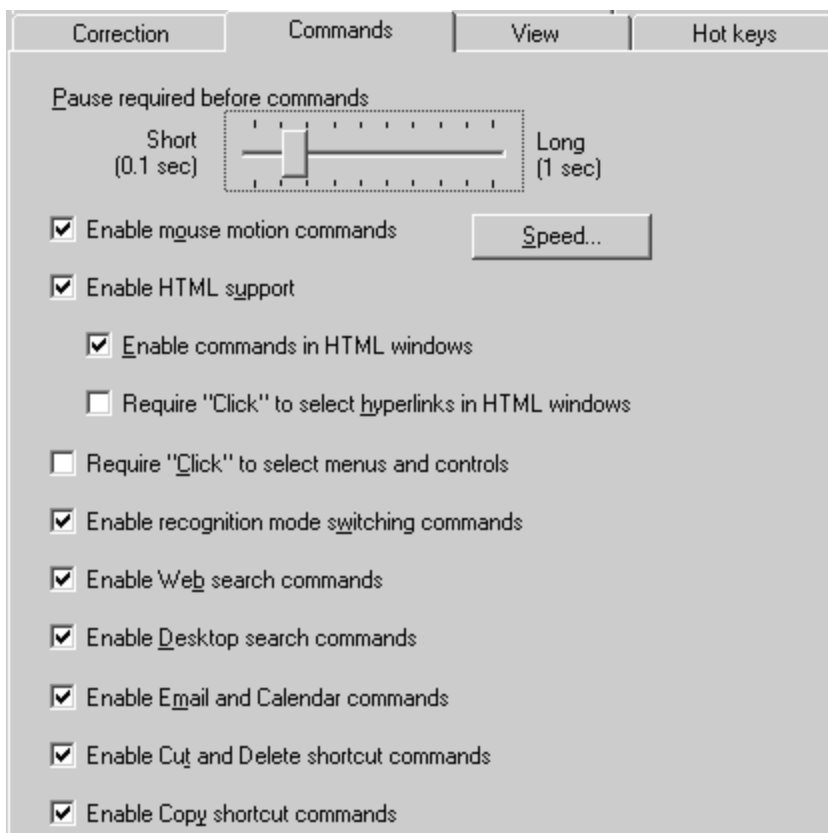 Correction Commands View Hot keys
Pause required before commands
Short Long
(0.1 sec) (1 sec)
Enable mouse motion commands Speed...
Enable HTML support
Enable commands in HTML windows
Require "Click" to select hyperlinks in HTML windows
Require "Click" to select menus and controls
Enable recognition mode switching commands
Enable Web search commands
Enable Desktop search commands
Enable Email and Calendar commands
Enable Cut and Delete shortcut commands
Enable Copy shortcut commands